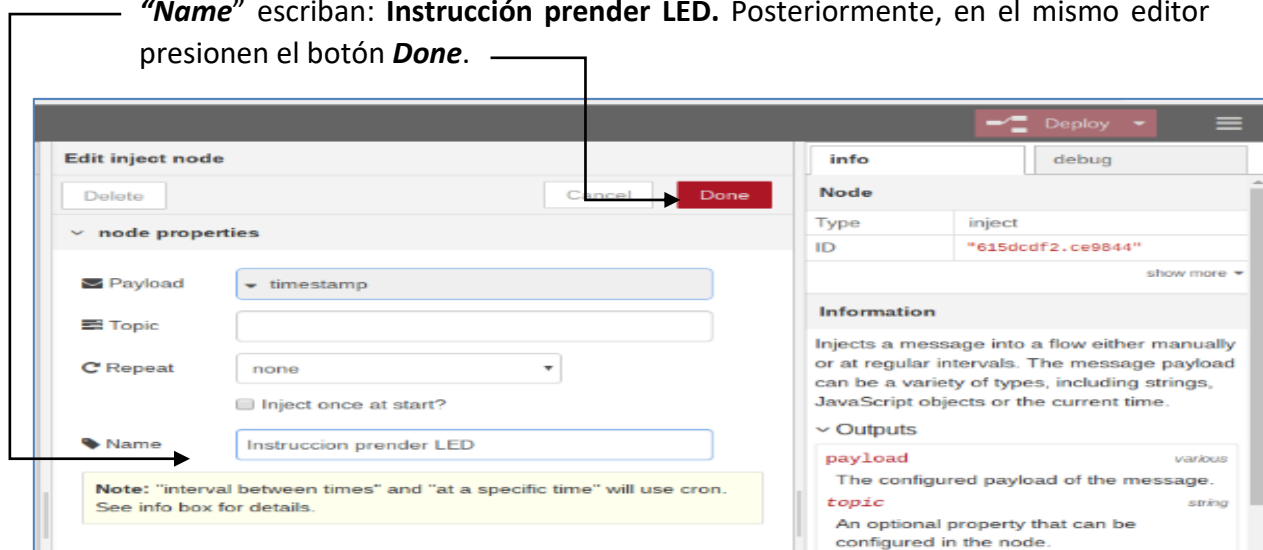 “Name” escriban: Instrucción prender LED. Posteriormente, en el mismo editor
presionen el botón Done.
Deploy
Edit inject node
Delete
Cancel
Done
node properties
Payload
timestamp
Topic
Repeat
none
Inject once at start?
Name
Instruccion prender LED
Note: "interval between times" and "at a specific time" will use cron.
See info box for details.
info
debug
Node
Type
inject
ID
"615dcdf2.ce9844"
show more
Information
Injects a message into a flow either manually
or at regular intervals. The message payload
can be a variety of types, including strings,
JavaScript objects or the current time.
Outputs
payload
various
The configured payload of the message.
topic
string
An optional property that can be
configured in the node.